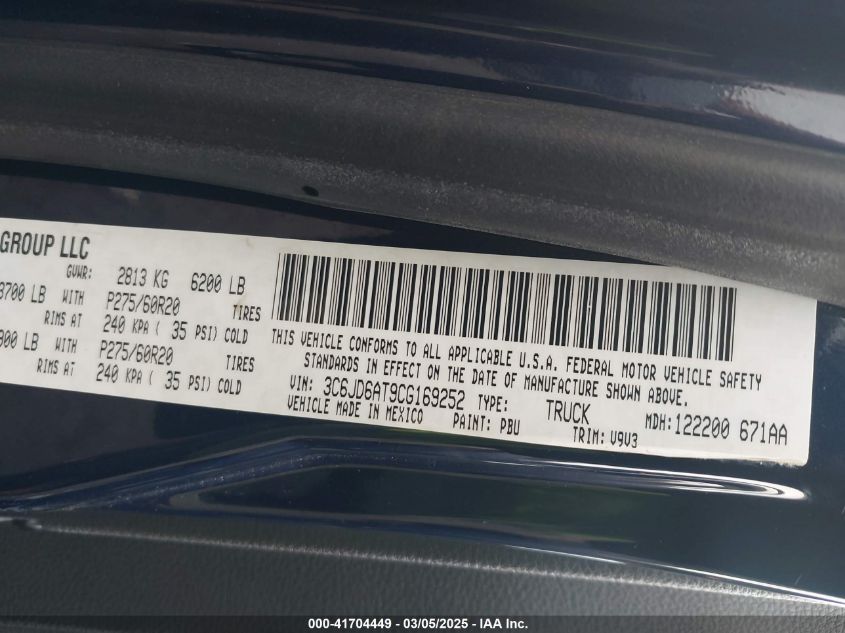 GROUP LLC
GVWR: 2813 KG 6200 LB
3700 LB WITH P275/60R20 TIRES
RIMS AT 240 KPA ( 35 PSI) COLD
900 LB WITH P275/60R20 TIRES
RIMS AT 240 KPA ( 35 PSI) COLD
THIS VEHICLE CONFORMS TO ALL APPLICABLE U.S.A. FEDERAL MOTOR VEHICLE SAFETY
STANDARDS IN EFFECT ON THE DATE OF MANUFACTURE SHOWN ABOVE.
VIN: 3C6JD6AT9CG169252 TYPE: TRUCK MDH:122200 671AA
VEHICLE MADE IN MEXICO PAINT: PBU TRIM: V9V3
000-41704449 - 03/05/2025 - IAA Inc.